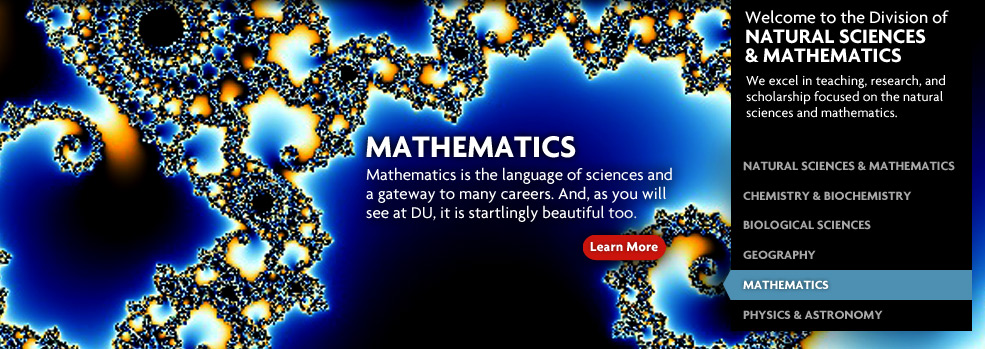 MATHEMATICS
Mathematics is the language of sciences and
a gateway to many careers. And, as you will
see at DU, it is startlingly beautiful too.
Learn More
Welcome to the Division of
NATURAL SCIENCES
& MATHEMATICS
We excel in teaching, research, and
scholarship focused on the natural
sciences and mathematics.
NATURAL SCIENCES & MATHEMATICS
CHEMISTRY & BIOCHEMISTRY
BIOLOGICAL SCIENCES
GEOGRAPHY
MATHEMATICS
PHYSICS & ASTRONOMY